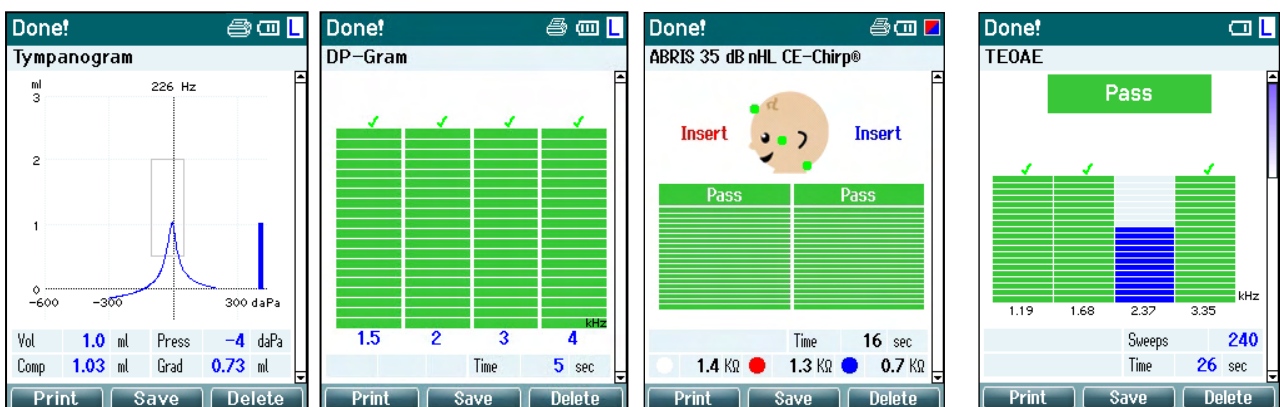 Done! L
Tympanogram
ml 226 Hz
3
2
1
0
-600 -300 300 daPa
Vol 1.0 ml Press -4 daPa
Comp 1.03 ml Grad 0.73 ml
Print Save Delete
Done! L
DP-Gram
kHz
1.5 2 3 4
Time 5 sec
Print Save Delete
Done!
ABRIS 35 dB nHL CE-Chirp®
Insert Insert
Pass Pass
Time 16 sec
1.4 KΩ 1.3 KΩ 0.7 KΩ
Print Save Delete
Done! L
TEOAE
Pass
kHz
1.19 1.68 2.37 3.35
Sweeps 240
Time 26 sec
Print Save Delete